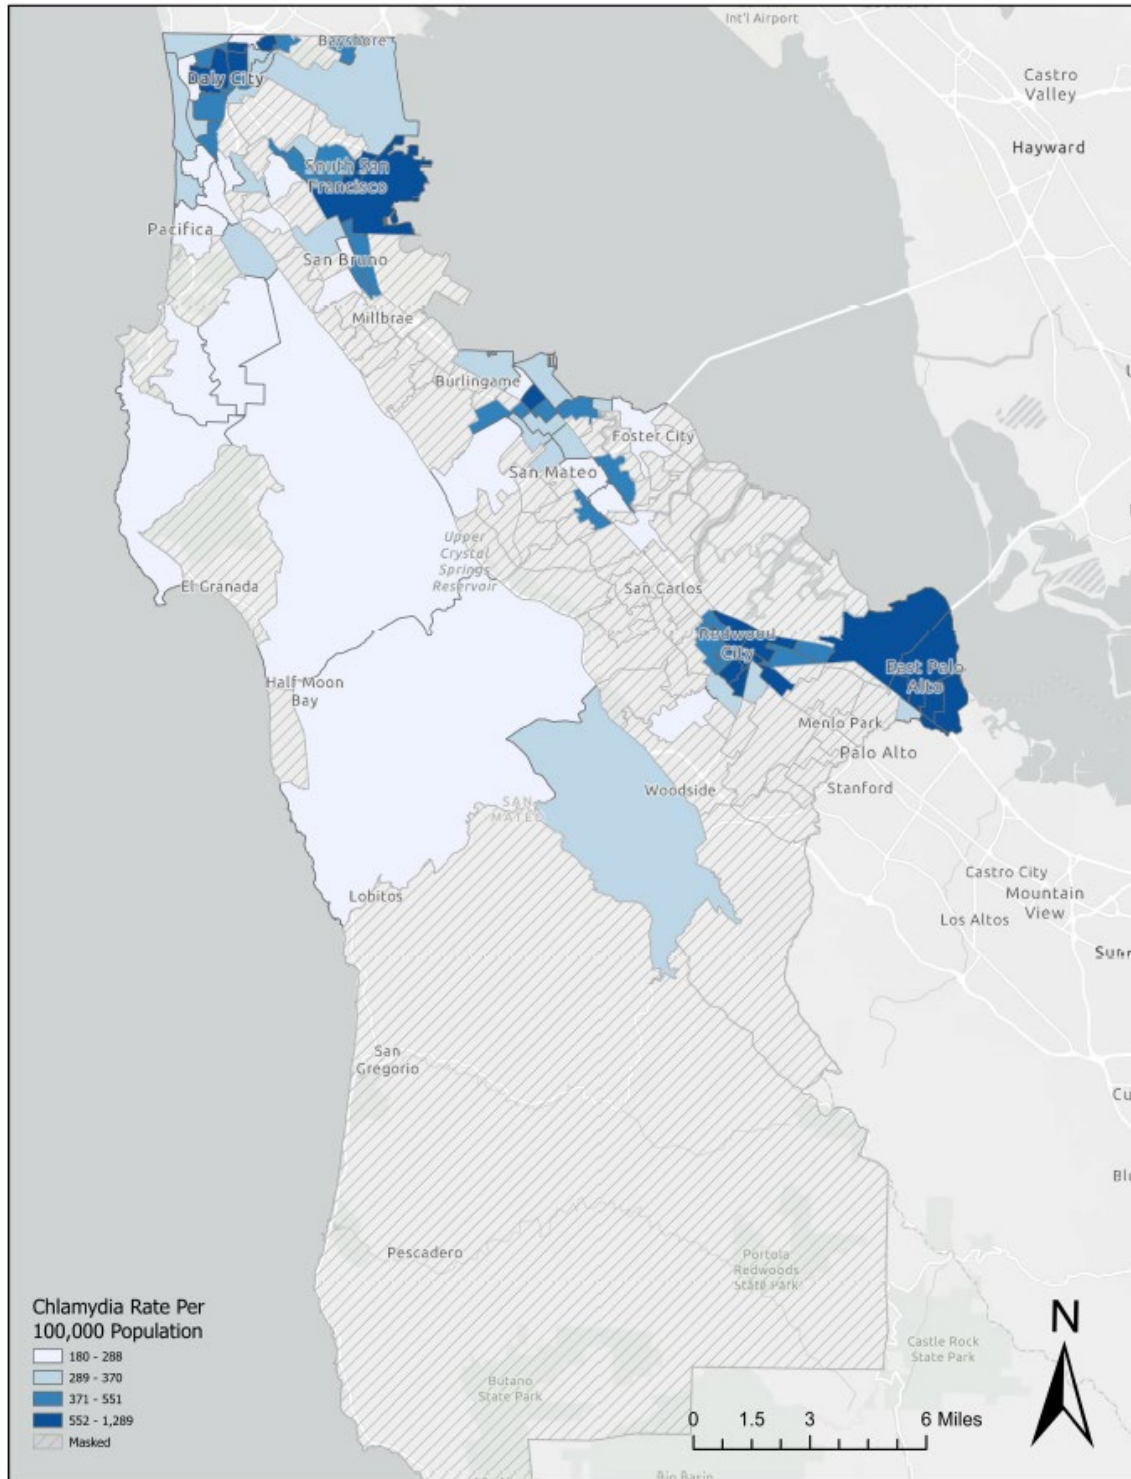 Int'l Airport
Bayshore
Castro
Valley
Daly City
Hayward
South San
Francisco
Pacifica
San Bruno
Millbrae
Burlingame
Foster City
San Mateo
Upper
Crystal
Springs
Reservoir
El Granada
San Carlos
Redwood
City
East Palo
Alto
Half Moon
Bay
Menlo Park
Palo Alto
Woodside
Stanford
SAN
MATEO
Lobitos
Castro City
Mountain
View
Los Altos
San
Gregorio
Pescadero
Portola
Redwoods
State Park
Castle Rock
State Park
Butano
State Park
Chlamydia Rate Per
100,000 Population
180 - 288
289 - 370
371 - 551
552 - 1,289
Masked
N
0 1.5 3 6 Miles